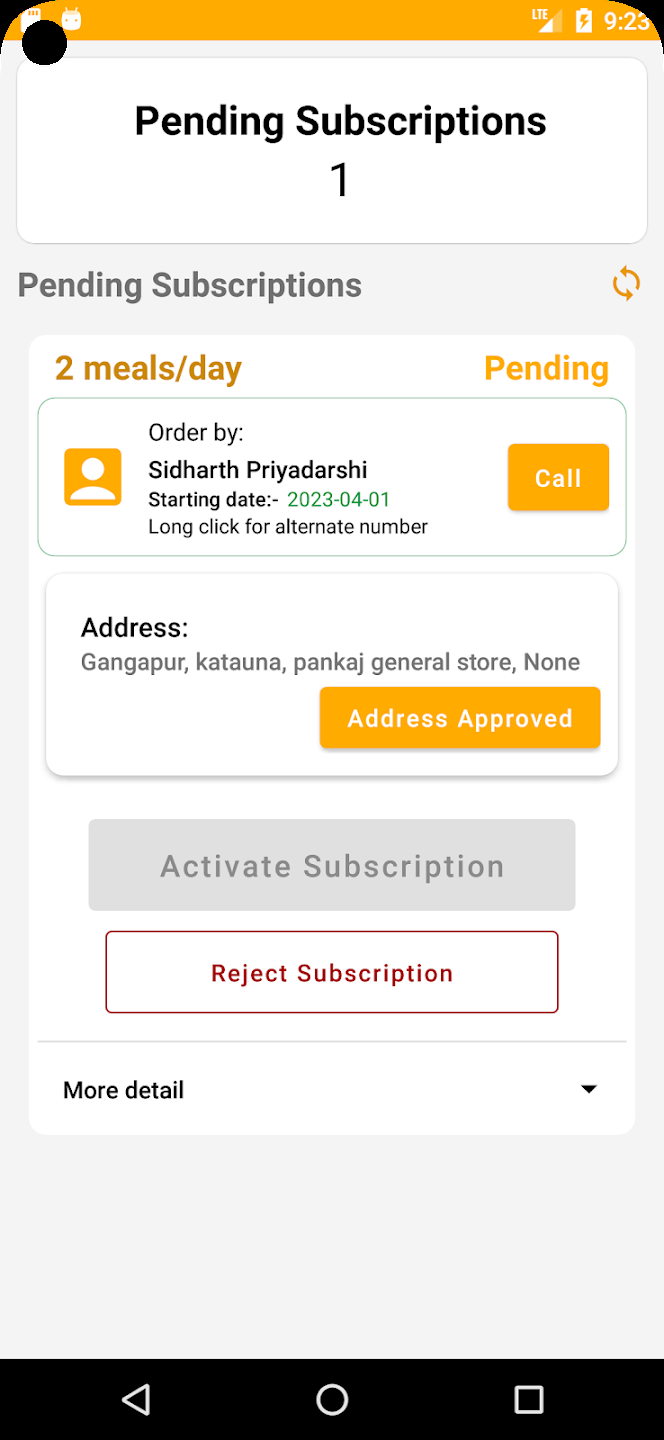 LTE 9:23
Pending Subscriptions
1
Pending Subscriptions
2 meals/day Pending
Order by:
Sidharth Priyadarshi
Starting date:- 2023-04-01
Long click for alternate number
Call
Address:
Gangapur, katauna, pankaj general store, None
Address Approved
Activate Subscription
Reject Subscription
More detail